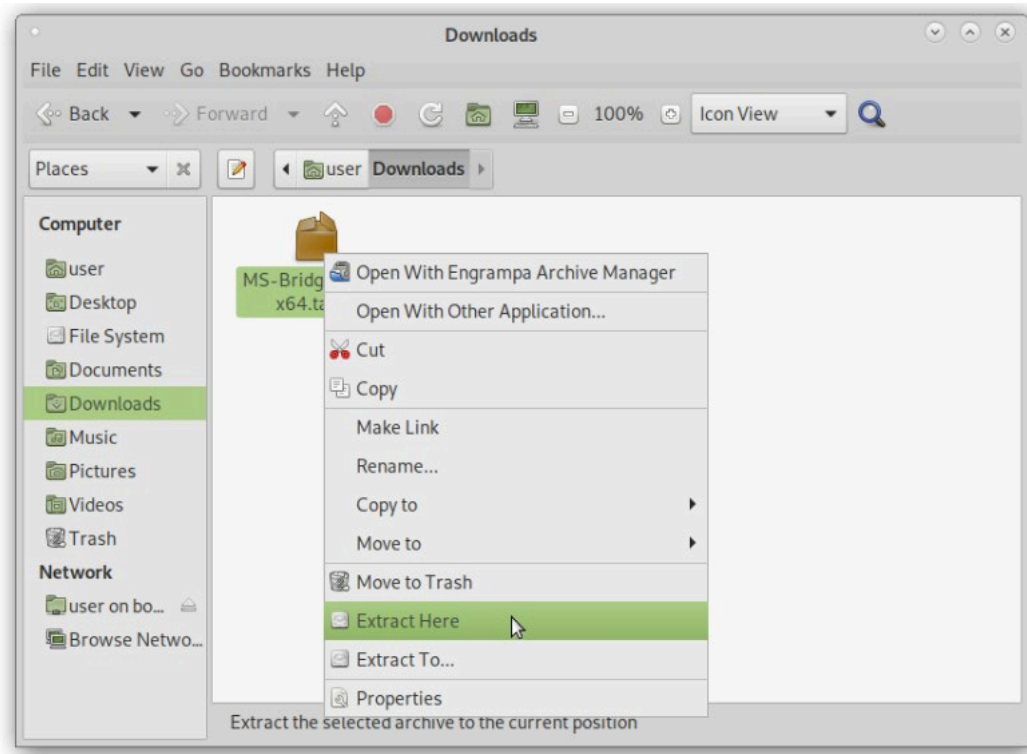 Downloads
File Edit View Go Bookmarks Help
Back Forward 100% Icon View
Places user Downloads
Computer
user
Desktop
File System
Documents
Downloads
Music
Pictures
Videos
Trash
Network
user on bo...
Browse Netwo...
MS-Bridg
x64.ta
Open With Engrampa Archive Manager
Open With Other Application...
Cut
Copy
Make Link
Rename...
Copy to
Move to
Move to Trash
Extract Here
Extract To...
Properties
Extract the selected archive to the current position